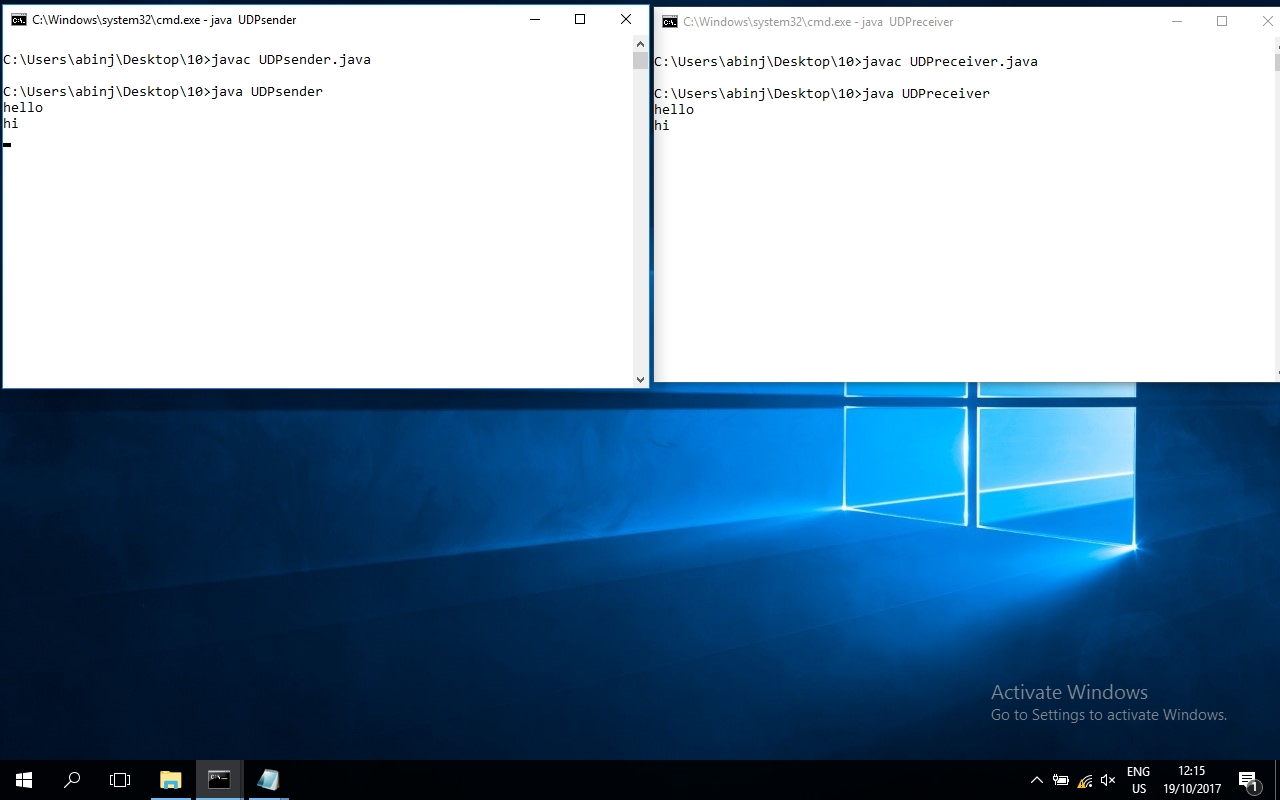 C:\Windows\system32\cmd.exe - java UDPsender
C:\Users\abinj\Desktop\10>javac UDPsender.java
C:\Users\abinj\Desktop\10>java UDPsender
hello
hi
C:\Windows\system32\cmd.exe - java UDPreceiver
C:\Users\abinj\Desktop\10>javac UDPreceiver.java
C:\Users\abinj\Desktop\10>java UDPreceiver
hello
hi
Activate Windows
Go to Settings to activate Windows.
ENG
US
12:15
19/10/2017
1